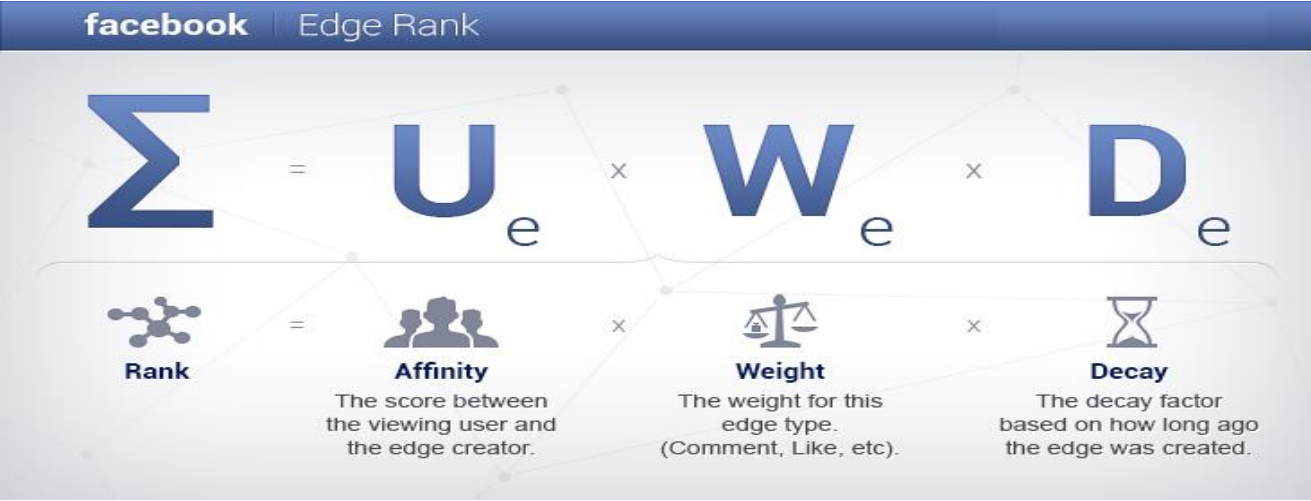 facebook | Edge Rank
Σ = U e x W e x D e
Rank = Affinity x Weight x Decay
The score between The weight for this The decay factor
the viewing user and edge type. based on how long ago
the edge creator. (Comment, Like, etc). the edge was created.